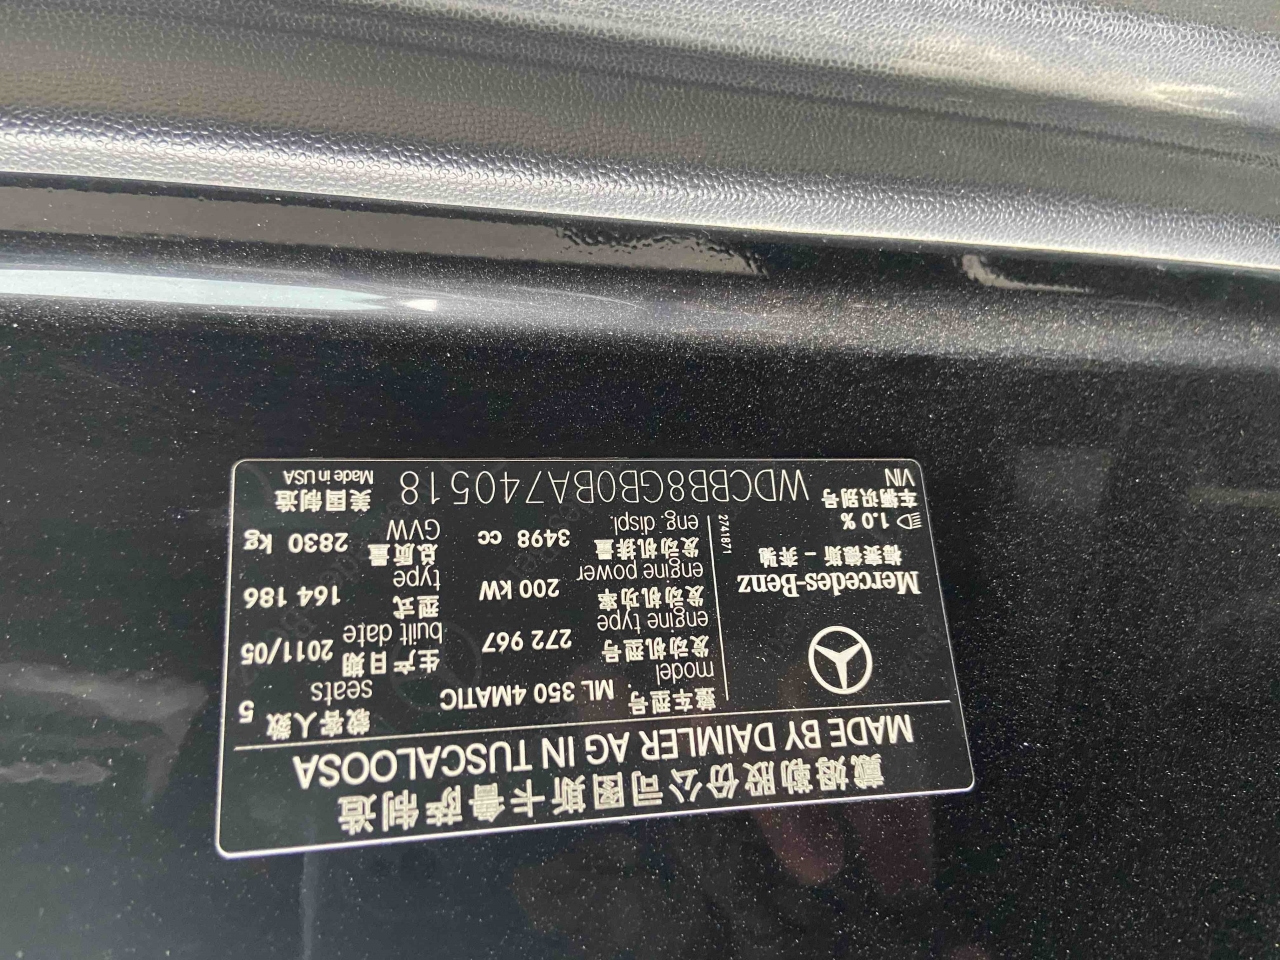 戴姆勒股份公司图斯卡鲁萨制造
MADE BY DAIMLER AG IN TUSCALOOSA
Mercedes-Benz
梅赛德斯 - 奔驰
1.0 %
2741871
整车型号 ML 350 4MATIC
model
发动机型号 272 967
engine type
发动机功率 200 kW
engine power
发动机排量 3498 cc
eng. displ.
载客人数 5
seats
生产日期 2011/05
built date
型式 164 186
type
总质量 2830 kg
GVW
车辆识别号 WDCBB8GB0BA740518 美国制造
VIN Made in USA